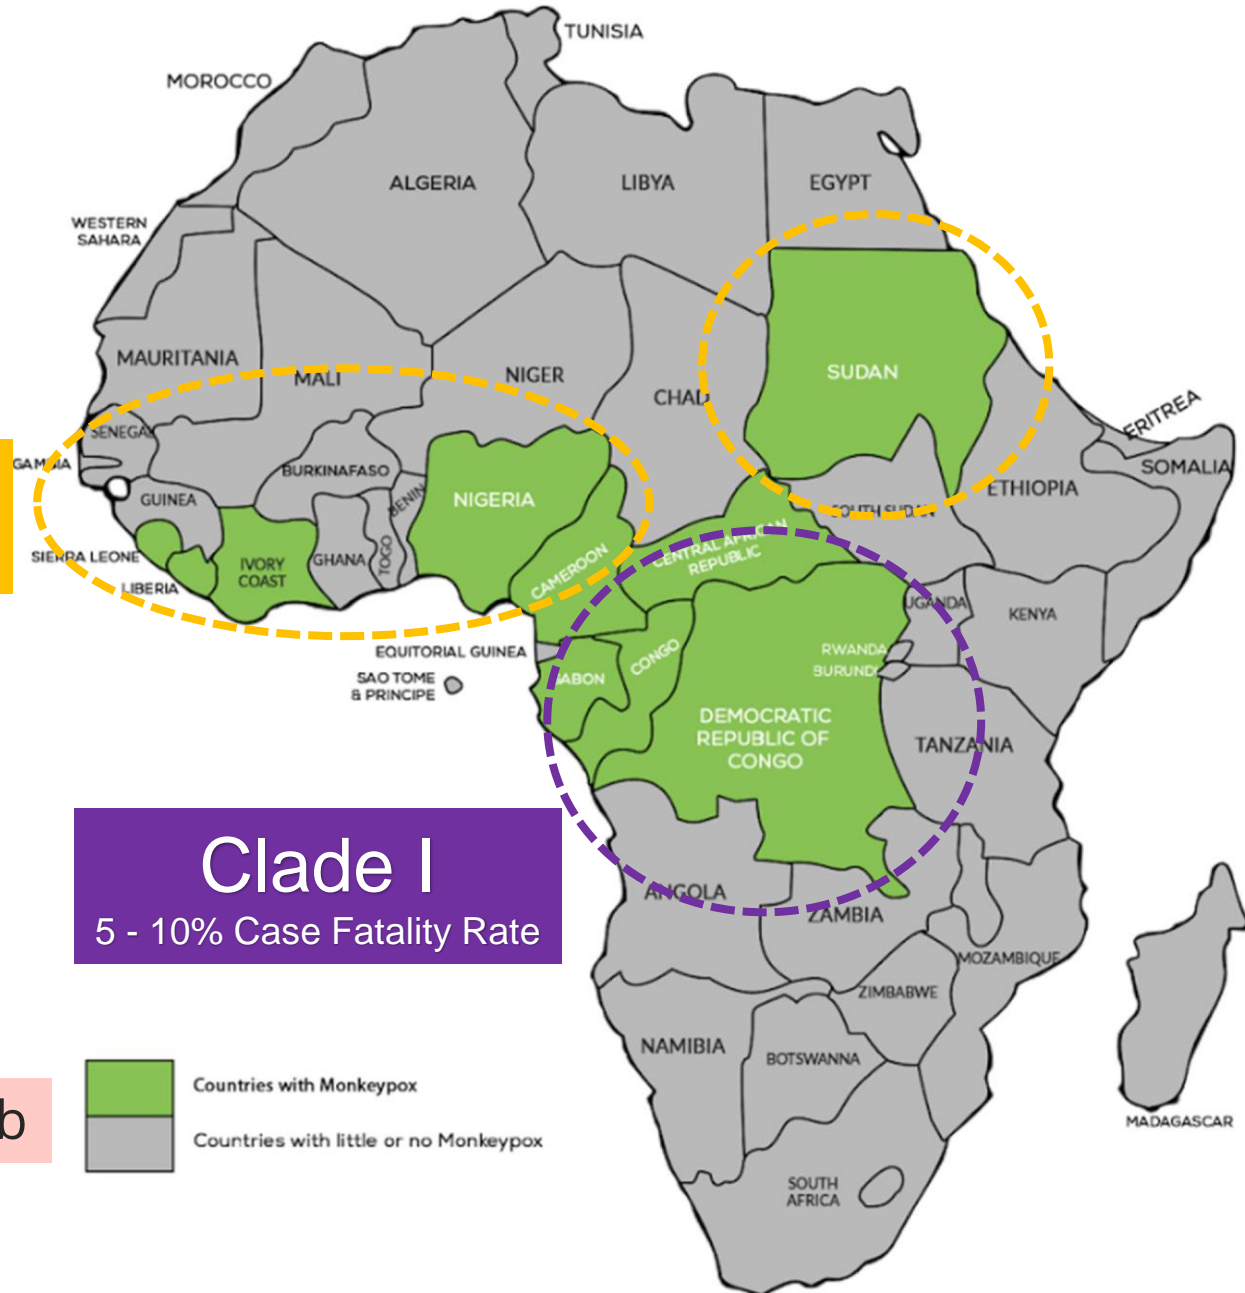 TUNISIA
MOROCCO
ALGERIA
LIBYA
EGYPT
WESTERN
SAHARA
MAURITANIA
MALI
NIGER
CHAD
SUDAN
ERITREA
SENEGAL
GAMBIA
BURKINAFASO
BENIN
NIGERIA
SOMALIA
ETHIOPIA
GUINEA
SOUTH SUDAN
SIERRA LEONE
IVORY
COAST
GHANA
TOGO
CAMEROON
CENTRAL AFRICAN
REPUBLIC
LIBERIA
UGANDA
KENYA
EQUITORIAL GUINEA
CONGO
RWANDA
BURUNDI
SAO TOME
& PRINCIPE
GABON
DEMOCRATIC
REPUBLIC OF
CONGO
TANZANIA
Clade I
5 - 10% Case Fatality Rate
ANGOLA
ZAMBIA
MOZAMBIQUE
ZIMBABWE
NAMIBIA
BOTSWANNA
b
Countries with Monkeypox
Countries with little or no Monkeypox
MADAGASCAR
SOUTH
AFRICA